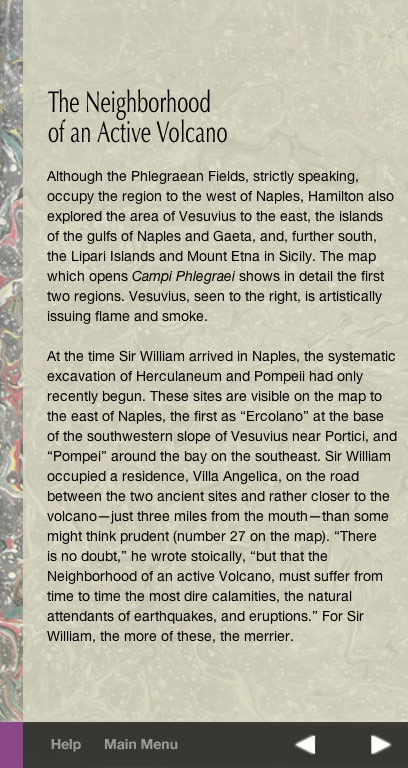 The Neighborhood
of an Active Volcano
Although the Phlegraean Fields, strictly speaking,
occupy the region to the west of Naples, Hamilton also
explored the area of Vesuvius to the east, the islands
of the gulfs of Naples and Gaeta, and, further south,
the Lipari Islands and Mount Etna in Sicily. The map
which opens Campi Phlegraei shows in detail the first
two regions. Vesuvius, seen to the right, is artistically
issuing flame and smoke.
At the time Sir William arrived in Naples, the systematic
excavation of Herculaneum and Pompeii had only
recently begun. These sites are visible on the map to
the east of Naples, the first as “Ercolano” at the base
of the southwestern slope of Vesuvius near Portici, and
“Pompei” around the bay on the southeast. Sir William
occupied a residence, Villa Angelica, on the road
between the two ancient sites and rather closer to the
volcano—just three miles from the mouth—than some
might think prudent (number 27 on the map). “There
is no doubt,” he wrote stoically, “but that the
Neighborhood of an active Volcano, must suffer from
time to time the most dire calamities, the natural
attendants of earthquakes, and eruptions.” For Sir
William, the more of these, the merrier.
Help Main Menu